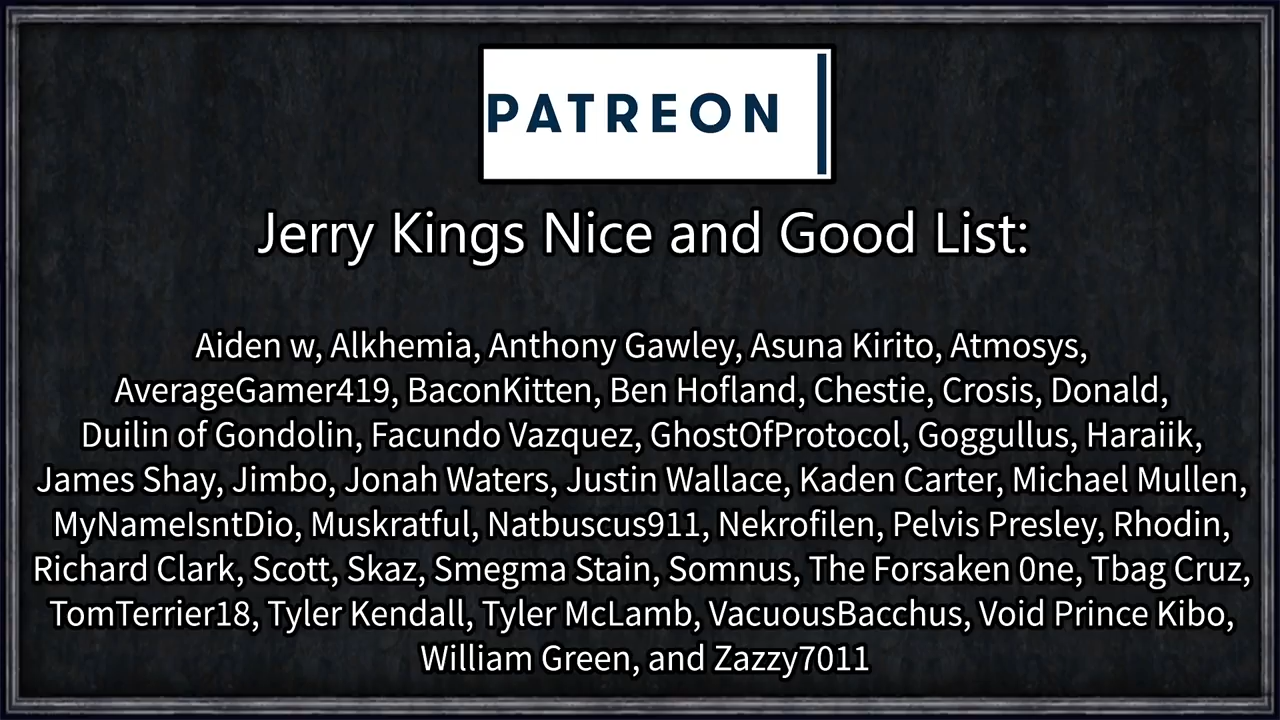 PATREON
Jerry Kings Nice and Good List:
Aiden w, Alkhemia, Anthony Gawley, Asuna Kirito, Atmosys,
AverageGamer419, BaconKitten, Ben Hofland, Chestie, Crosis, Donald,
Duilin of Gondolin, Facundo Vazquez, GhostOfProtocol, Goggullus, Haraiik,
James Shay, Jimbo, Jonah Waters, Justin Wallace, Kaden Carter, Michael Mullen,
MyNameIsntDio, Muskratful, Natbuscus911, Nekrofilen, Pelvis Presley, Rhodin,
Richard Clark, Scott, Skaz, Smegma Stain, Somnus, The Forsaken 0ne, Tbag Cruz,
TomTerrier18, Tyler Kendall, Tyler McLamb, VacuousBacchus, Void Prince Kibo,
William Green, and Zazzy7011